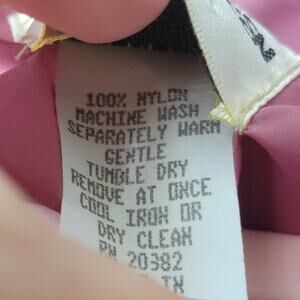 100% NYLON
MACHINE WASH
SEPARATELY WARM
GENTLE
TUMBLE DRY
REMOVE AT ONCE
COOL IRON OR
DRY CLEAN
RN 20382
IN